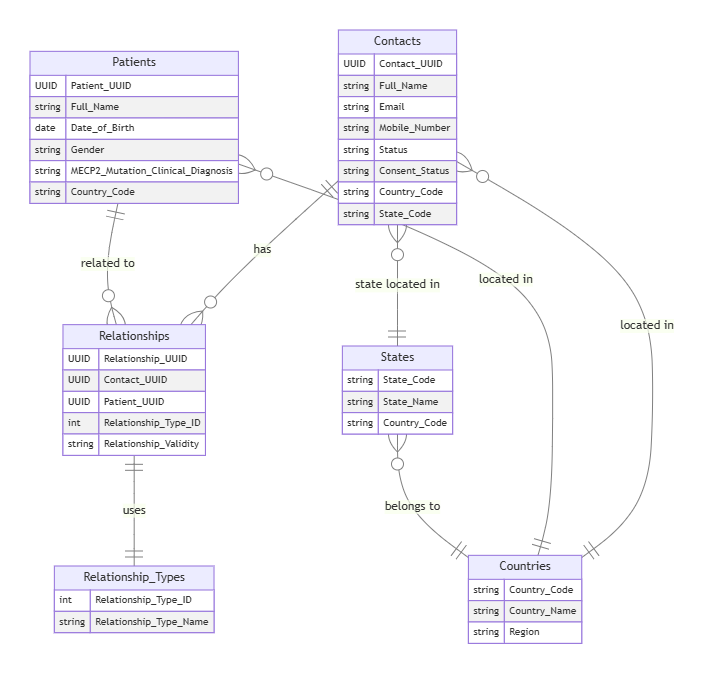 Patients
UUID Patient_UUID
string Full_Name
date Date_of_Birth
string Gender
string MECP2_Mutation_Clinical_Diagnosis
string Country_Code
Contacts
UUID Contact_UUID
string Full_Name
string Email
string Mobile_Number
string Status
string Consent_Status
string Country_Code
string State_Code
related to
has
state located in
located in
located in
Relationships
UUID Relationship_UUID
UUID Contact_UUID
UUID Patient_UUID
int Relationship_Type_ID
string Relationship_Validity
States
string State_Code
string State_Name
string Country_Code
uses
belongs to
Relationship_Types
int Relationship_Type_ID
string Relationship_Type_Name
Countries
string Country_Code
string Country_Name
string Region